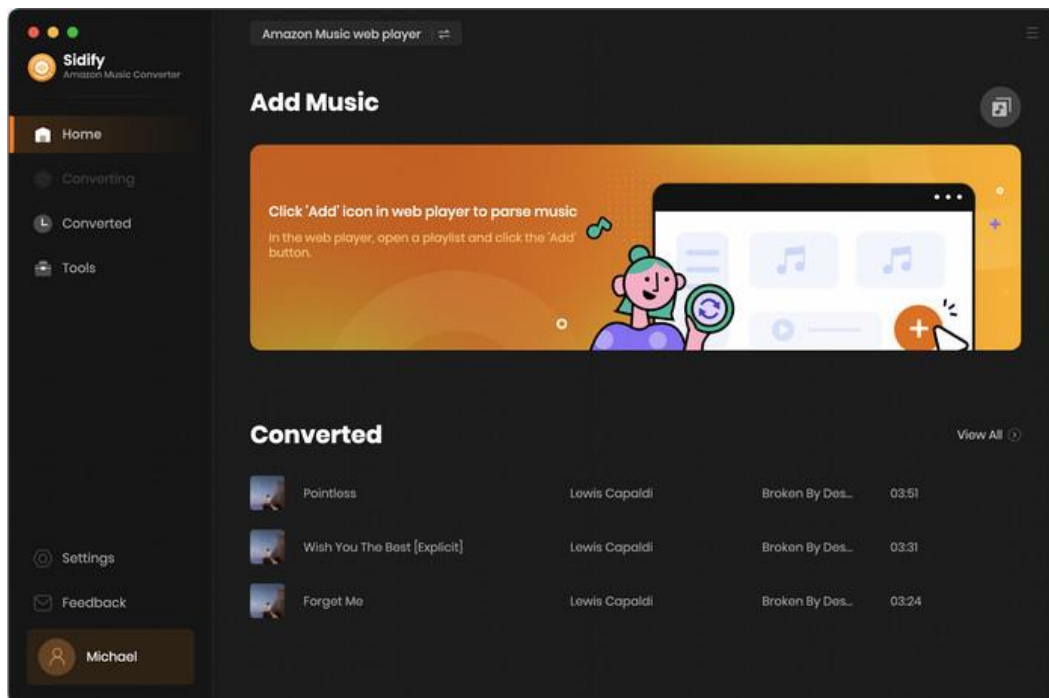 Sidify
Amazon Music Converter
Home
Converting
Converted
Tools
Settings
Feedback
Michael
Amazon Music web player
Add Music
Click 'Add' icon in web player to parse music
In the web player, open a playlist and click the 'Add'
button.
Converted
View All
Pointless Lewis Capaldi Broken By Des... 03:51
Wish You The Best [Explicit] Lewis Capaldi Broken By Des... 03:31
Forget Me Lewis Capaldi Broken By Des... 03:24